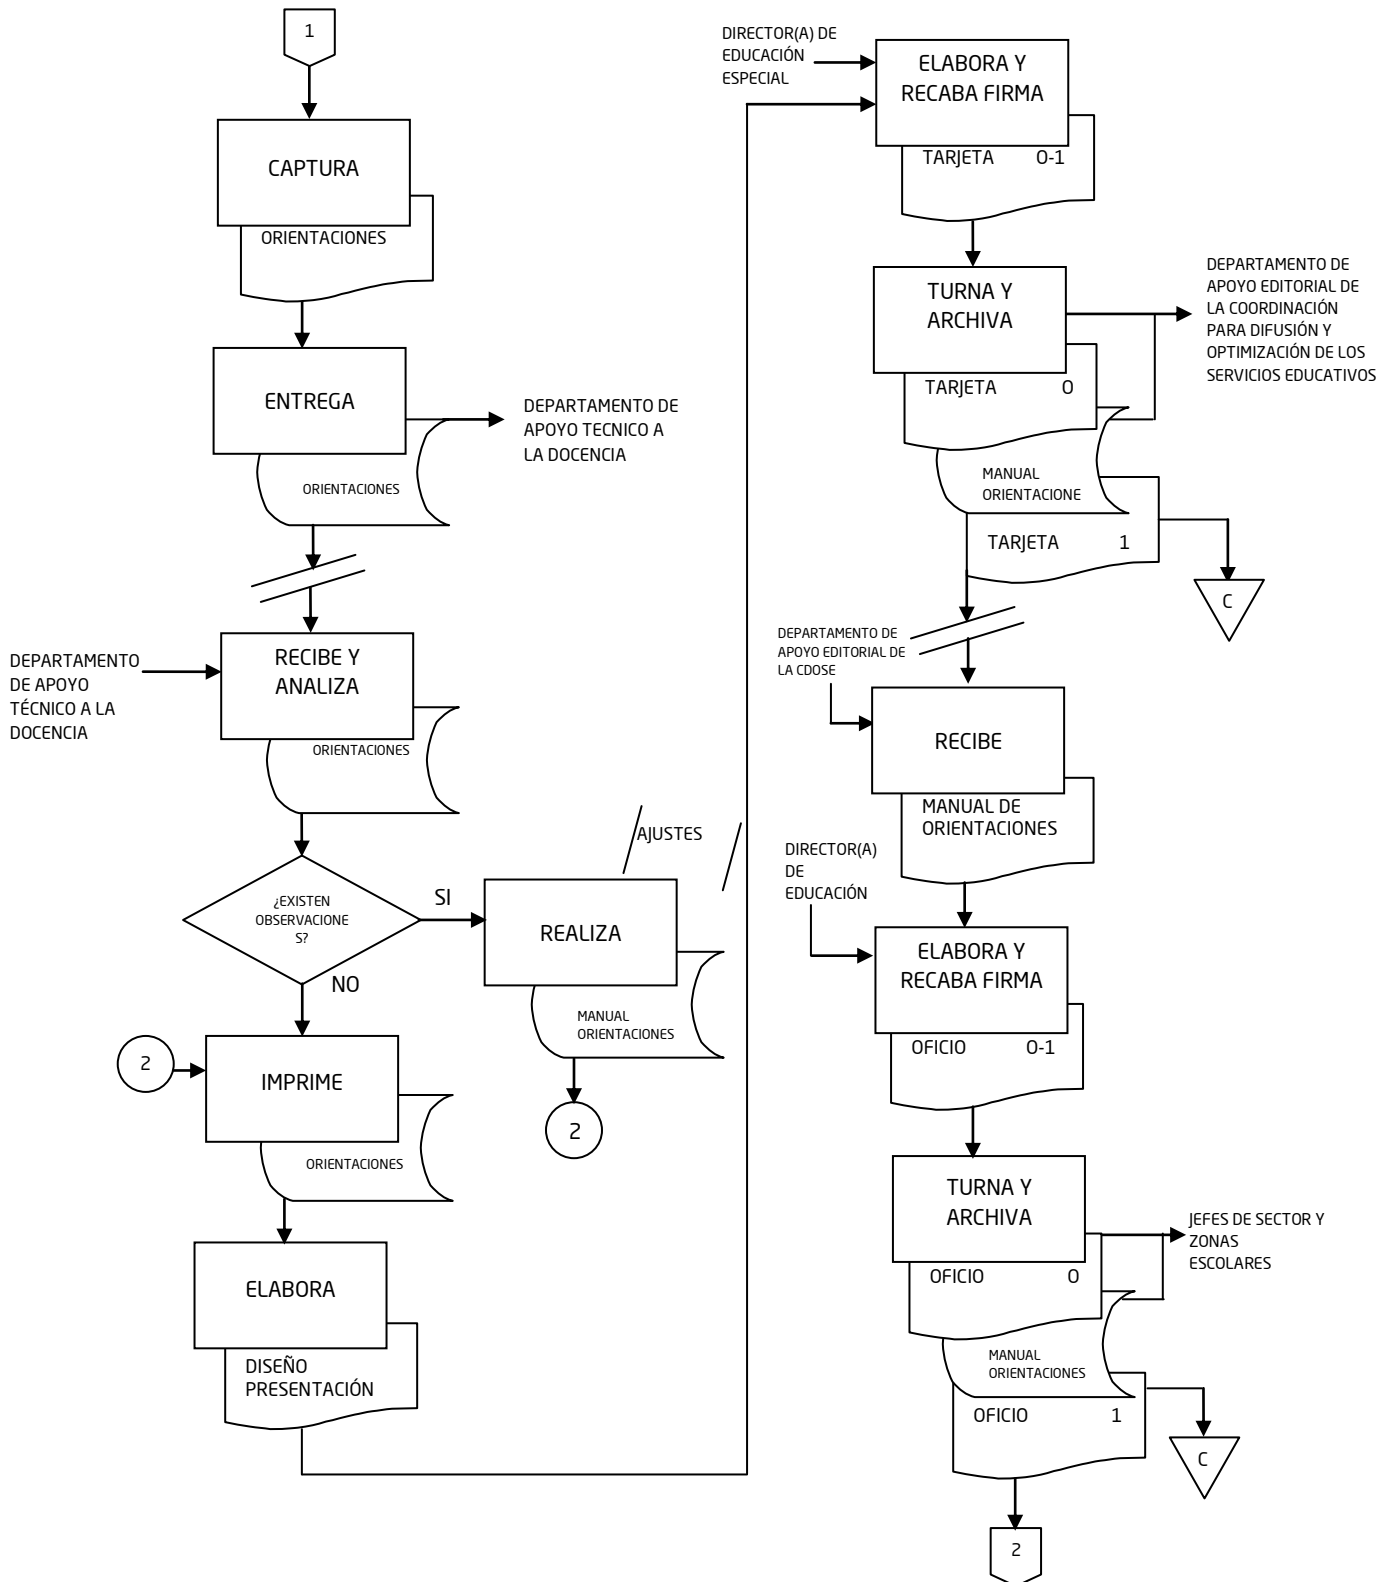 1
CAPTURA
ORIENTACIONES
ENTREGA
DEPARTAMENTO DE
APOYO TECNICO A
LA DOCENCIA
ORIENTACIONES
DEPARTAMENTO
DE APOYO
TÉCNICO A LA
DOCENCIA
RECIBE Y
ANALIZA
ORIENTACIONES
¿EXISTEN
OBSERVACIONE
S?
SI
NO
AJUSTES
REALIZA
MANUAL
ORIENTACIONES
2
2
IMPRIME
ORIENTACIONES
ELABORA
DISEÑO
PRESENTACIÓN
DIRECTOR(A) DE
EDUCACIÓN
ESPECIAL
ELABORA Y
RECABA FIRMA
TARJETA O-1
TURNA Y
ARCHIVA
DEPARTAMENTO DE
APOYO EDITORIAL DE
LA COORDINACIÓN
PARA DIFUSIÓN Y
OPTIMIZACIÓN DE LOS
SERVICIOS EDUCATIVOS
TARJETA O
MANUAL
ORIENTACIONE
TARJETA 1
C
DEPARTAMENTO DE
APOYO EDITORIAL DE
LA CDOSE
RECIBE
MANUAL DE
ORIENTACIONES
DIRECTOR(A)
DE
EDUCACIÓN
ELABORA Y
RECABA FIRMA
OFICIO O-1
TURNA Y
ARCHIVA
JEFES DE SECTOR Y
ZONAS
ESCOLARES
OFICIO O
MANUAL
ORIENTACIONES
OFICIO 1
C
2